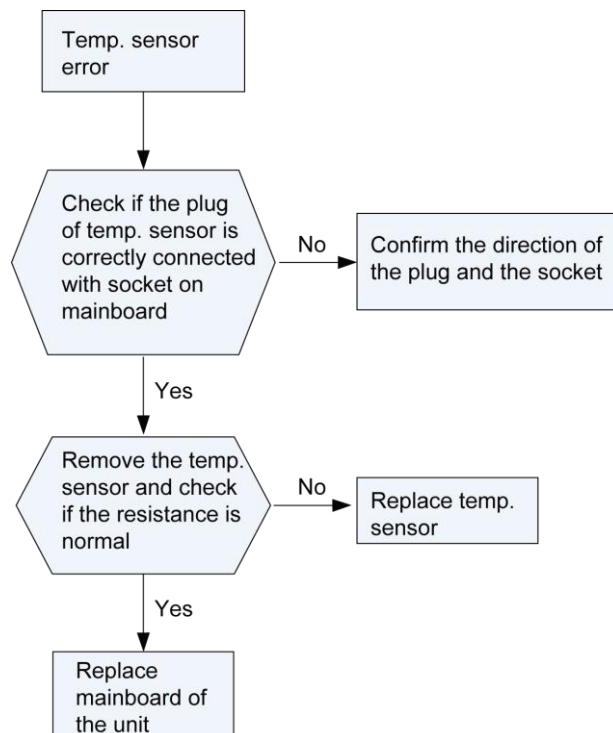 Temp. sensor
error
Check if the plug
of temp. sensor is
correctly connected
with socket on
mainboard
No
Confirm the direction of
the plug and the socket
Yes
Remove the temp.
sensor and check
if the resistance is
normal
No
Replace temp.
sensor
Yes
Replace
mainboard of
the unit